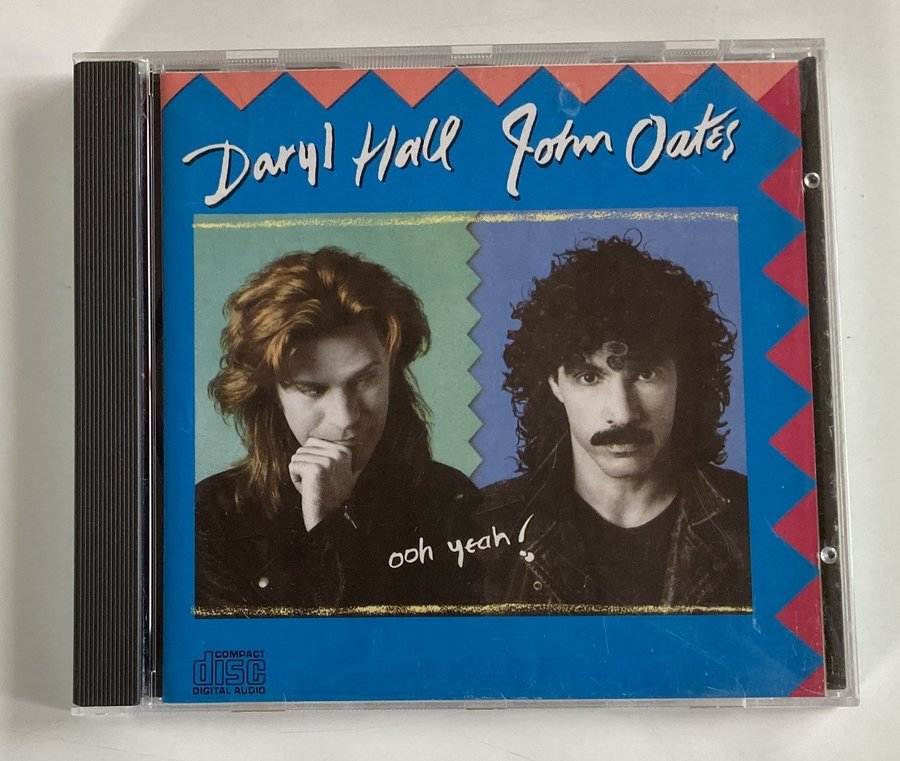 Daryl Hall John Oates
ooh yeah!
COMPACT
disc
DIGITAL AUDIO